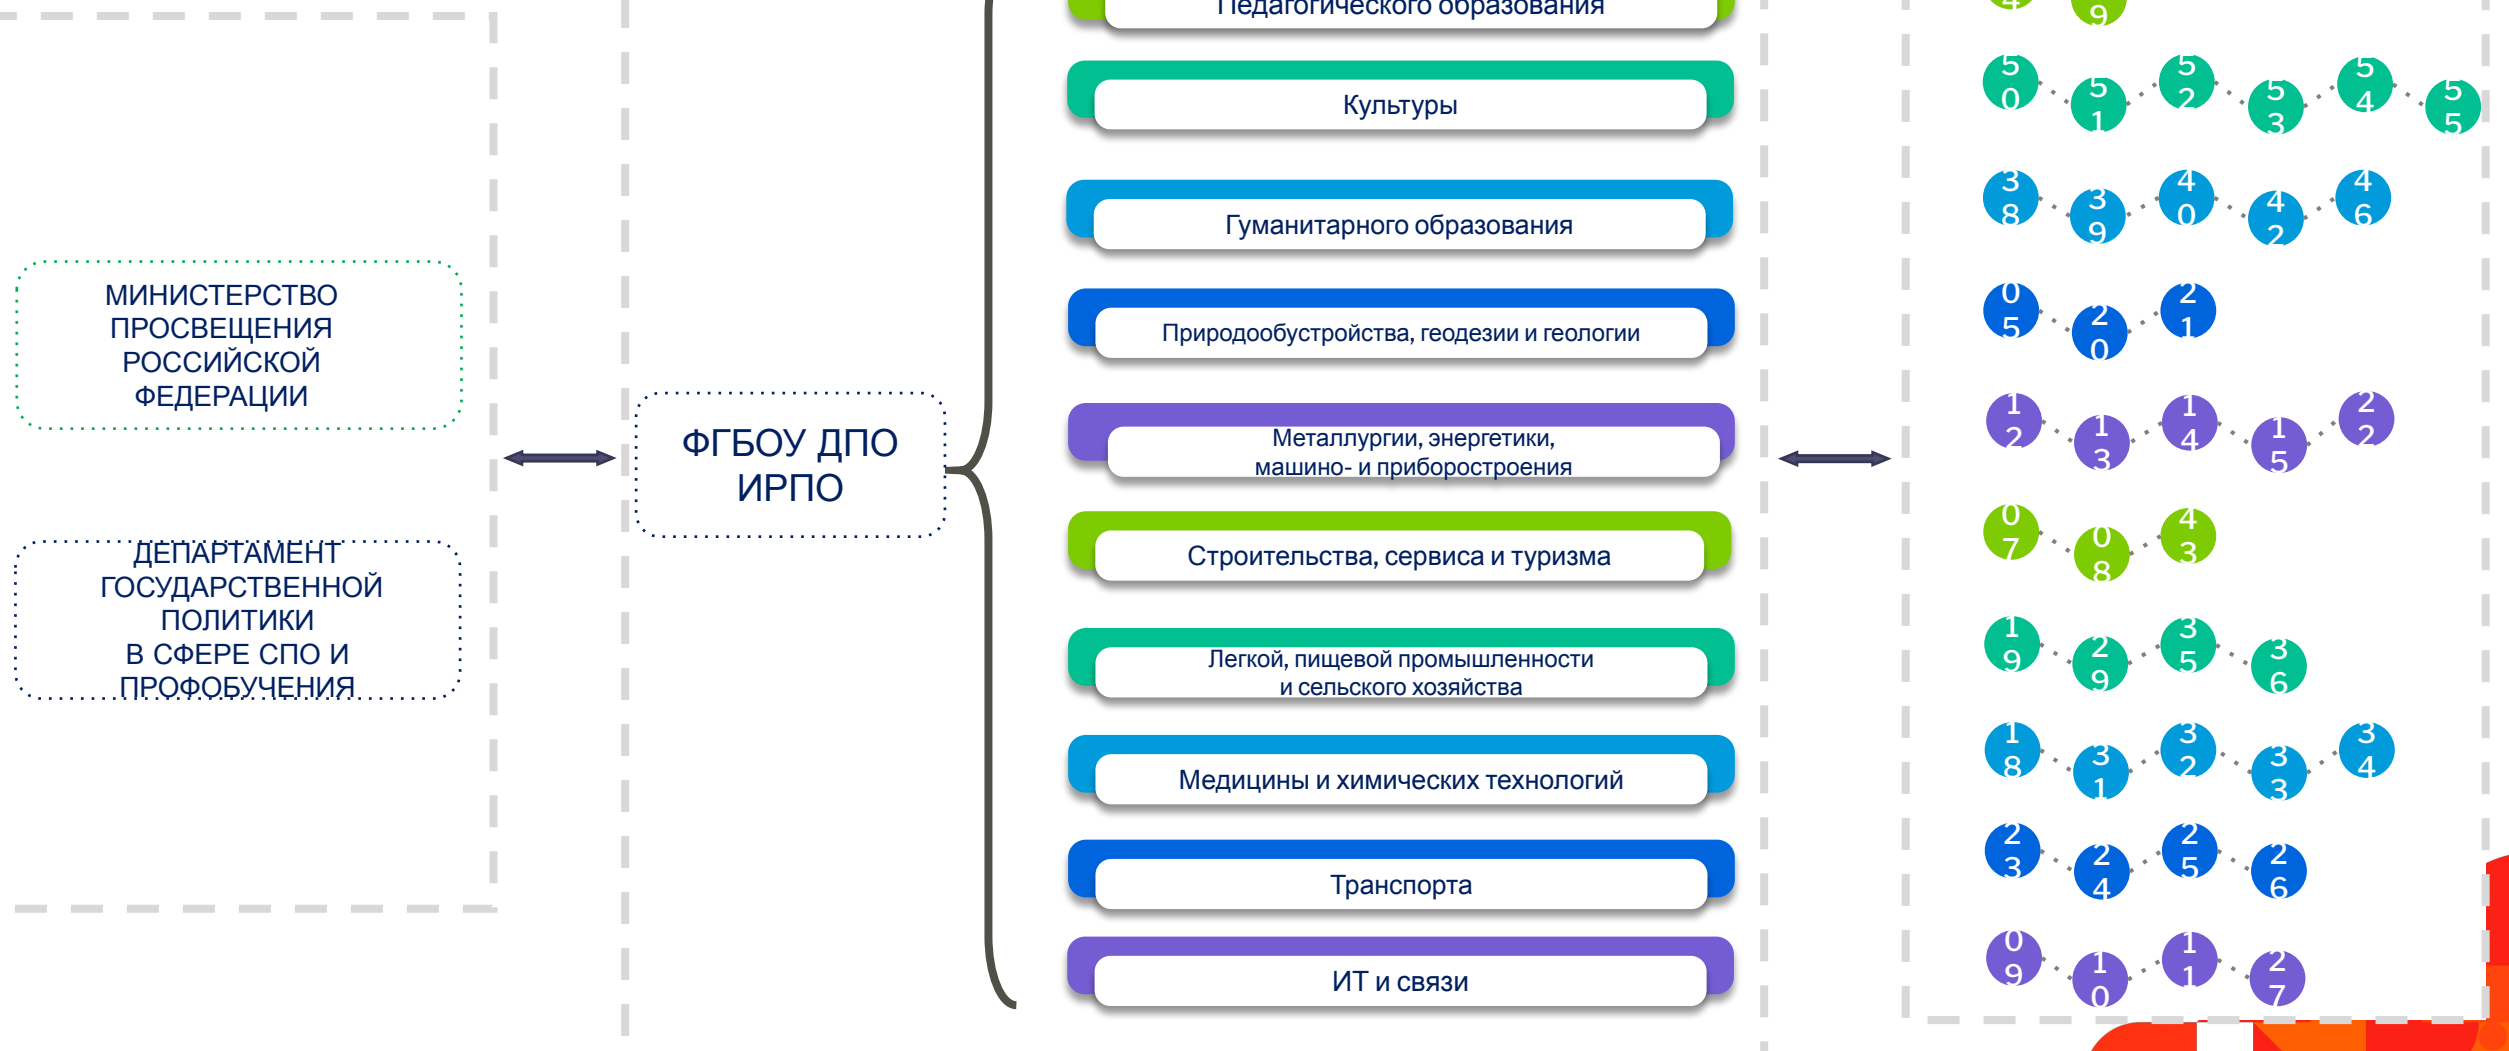 МИНИСТЕРСТВО
ПРОСВЕЩЕНИЯ
РОССИЙСКОЙ
ФЕДЕРАЦИИ
ДЕПАРТАМЕНТ
ГОСУДАРСТВЕННОЙ
ПОЛИТИКИ
В СФЕРЕ СПО И
ПРОФОБУЧЕНИЯ
ФГБОУ ДПО
ИРПО
Педагогического образования
4 9
Культуры
50 51 52 53 54 55
Гуманитарного образования
38 39 40 42 46
Природообустройства, геодезии и геологии
05 20 21
Металлургии, энергетики,
машино- и приборостроения
12 13 14 15 22
Строительства, сервиса и туризма
07 08 43
Легкой, пищевой промышленности
и сельского хозяйства
19 29 35 36
Медицины и химических технологий
18 31 32 33 34
Транспорта
23 24 25 26
ИТ и связи
09 10 11 27